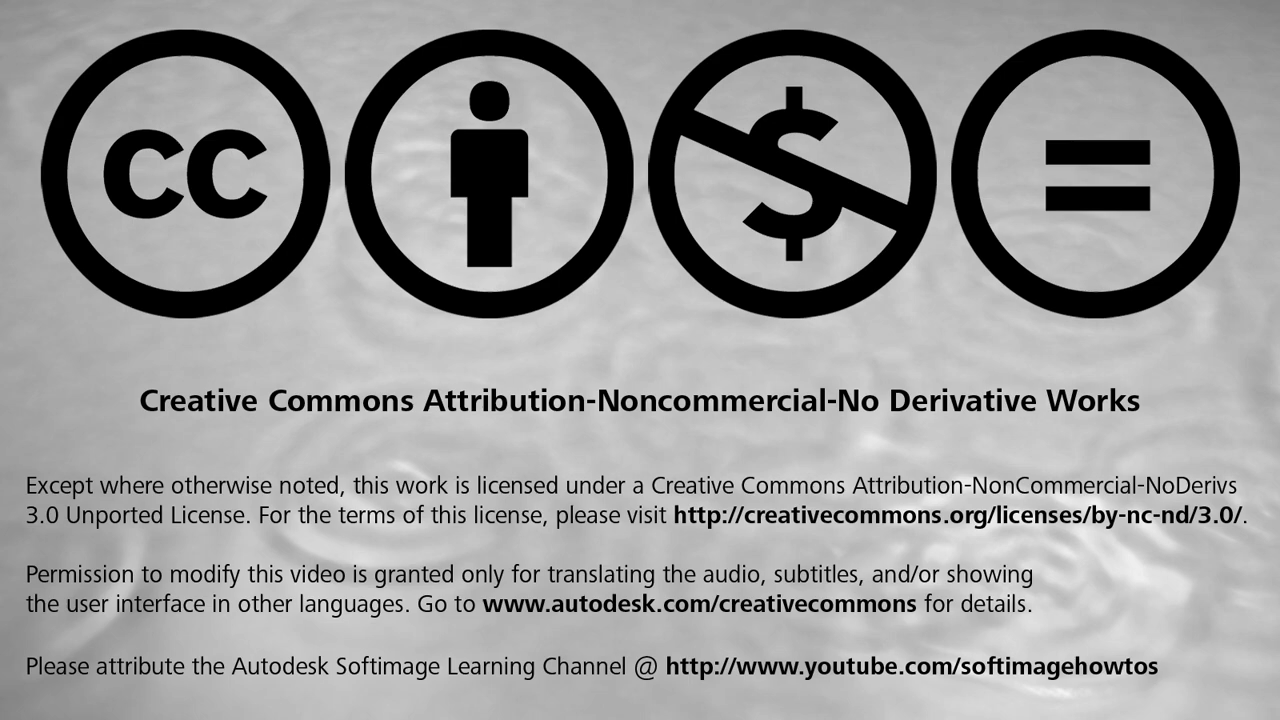 cc $ =
Creative Commons Attribution-Noncommercial-No Derivative Works
Except where otherwise noted, this work is licensed under a Creative Commons Attribution-NonCommercial-NoDerivs
3.0 Unported License. For the terms of this license, please visit http://creativecommons.org/licenses/by-nc-nd/3.0/.
Permission to modify this video is granted only for translating the audio, subtitles, and/or showing
the user interface in other languages. Go to www.autodesk.com/creativecommons for details.
Please attribute the Autodesk Softimage Learning Channel @ http://www.youtube.com/softimagehowtos